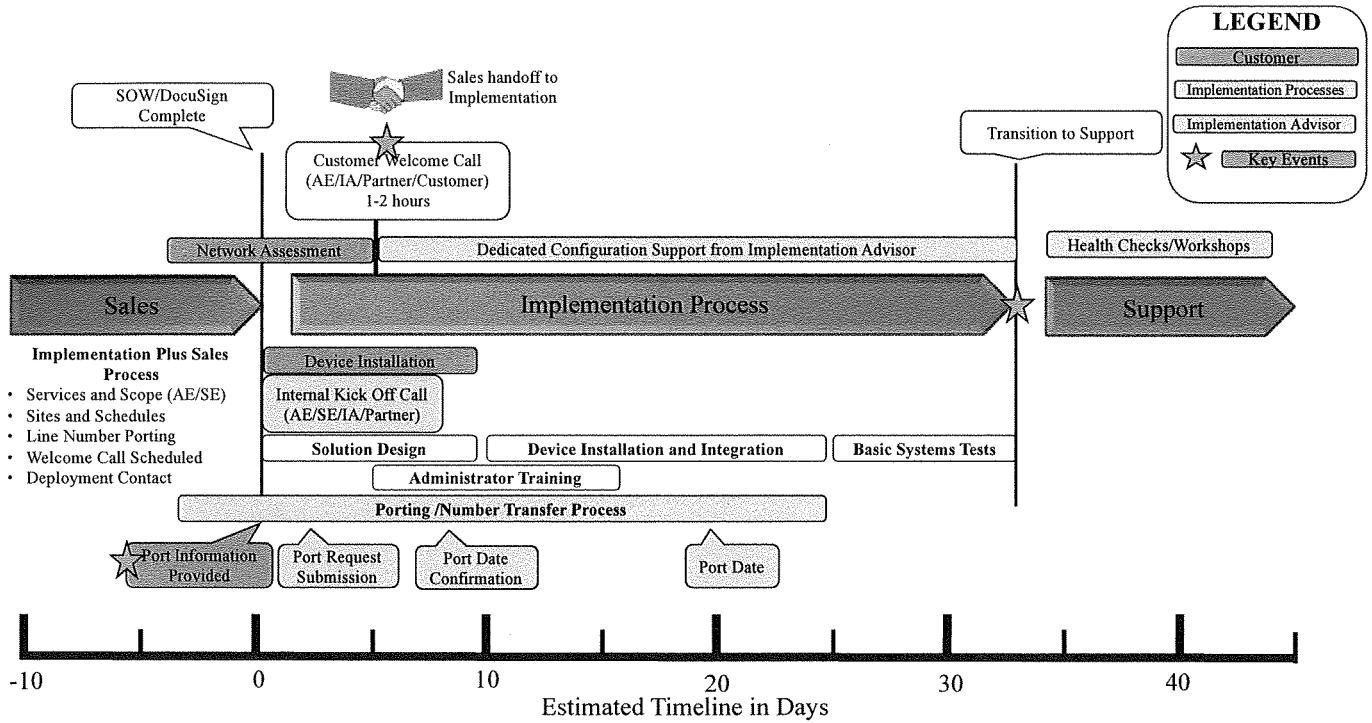 LEGEND
Customer
Implementation Processes
Implementation Advisor
Key Events
SOW/DocuSign
Complete
Sales handoff to
Implementation
Customer Welcome Call
(AE/IA/Partner/Customer)
1-2 hours
Transition to Support
Network Assessment
Dedicated Configuration Support from Implementation Advisor
Health Checks/Workshops
Sales
Implementation Process
Support
Implementation Plus Sales
Process
• Services and Scope (AE/SE)
• Sites and Schedules
• Line Number Porting
• Welcome Call Scheduled
• Deployment Contact
Device Installation
Internal Kick Off Call
(AE/SE/IA/Partner)
Solution Design
Device Installation and Integration
Basic Systems Tests
Administrator Training
Porting /Number Transfer Process
Port Information
Provided
Port Request
Submission
Port Date
Confirmation
Port Date
-10
0
10
20
30
40
Estimated Timeline in Days